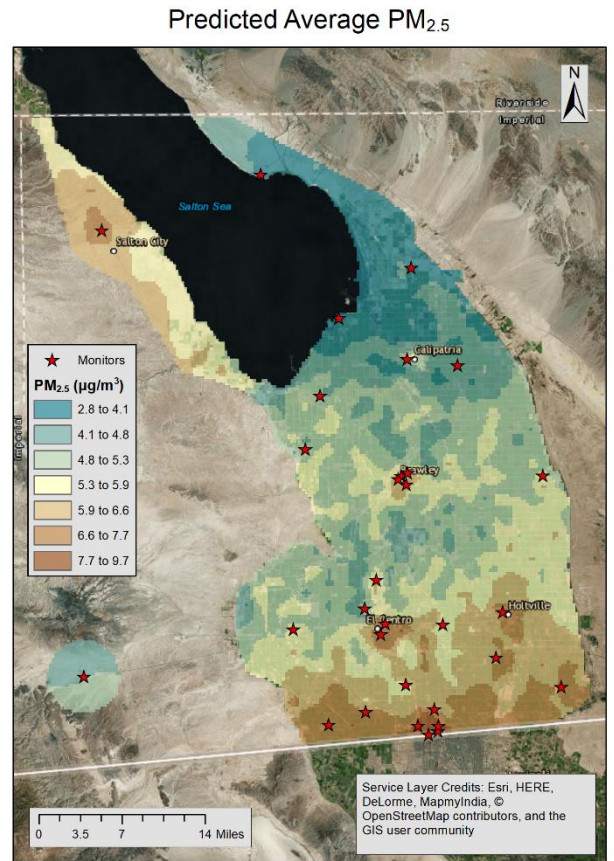 Predicted Average PM2.5
N
Riverside
Imperial
Salton Sea
Salton City
Calipatria
Monitors
PM2.5 (µg/m³)
2.8 to 4.1
4.1 to 4.8
4.8 to 5.3
5.3 to 5.9
5.9 to 6.6
6.6 to 7.7
7.7 to 9.7
Imperial
Brawley
Holtville
El Centro
Service Layer Credits: Esri, HERE,
DeLorme, MapmyIndia, ©
OpenStreetMap contributors, and the
GIS user community
0 3.5 7 14 Miles